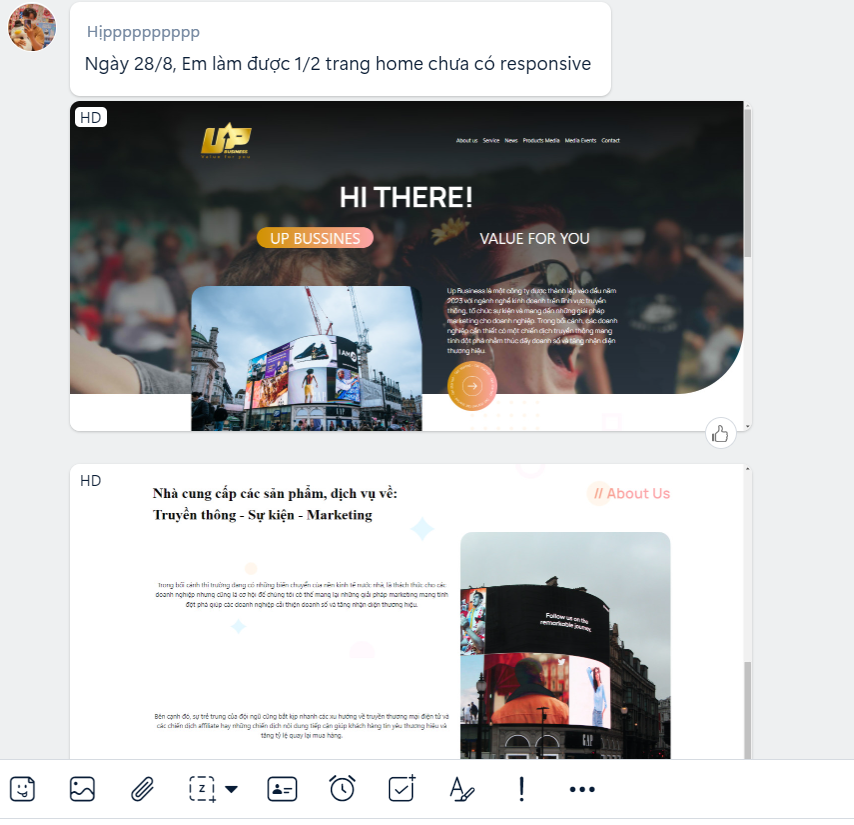 Hịpppppppppp
Ngày 28/8, Em làm được 1/2 trang home chưa có responsive
HD
UP
BUSINESS
Value for you
About us Service News Products Media Media Events Contact
HI THERE!
UP BUSSINES
VALUE FOR YOU
Up Business là một công ty được thành lập vào đầu năm
2023 với ngành nghề kinh doanh trên lĩnh vực truyền
thông, tổ chức sự kiện và mang đến những giải pháp
marketing cho doanh nghiệp. Trong bối cảnh, các doanh
nghiệp cần thiết có một chiến dịch truyền thông mang
tính đột phá nhằm thúc đẩy doanh số và tăng nhận diện
thương hiệu.
I AM
GAP
HD
Nhà cung cấp các sản phẩm, dịch vụ về:
Truyền thông - Sự kiện - Marketing
// About Us
Trong bối cảnh thị trường đang có những biến chuyển của nền kinh tế nước nhà, là thách thức cho các
doanh nghiệp nhưng cũng là cơ hội để chúng tôi có thể mang lại những giải pháp marketing mang tính
đột phá giúp các doanh nghiệp cải thiện doanh số và tăng nhận diện thương hiệu.
Follow us on the
remarkable journey.
Bên cạnh đó, sự trẻ trung của đội ngũ cũng bắt kịp nhanh các xu hướng về truyền thương mại điện tử và
các chiến dịch affiliate hay những chiến dịch nội dung tiếp cận giúp khách hàng tin yêu thương hiệu và
tăng tỷ lệ quay lại mua hàng.
GAP